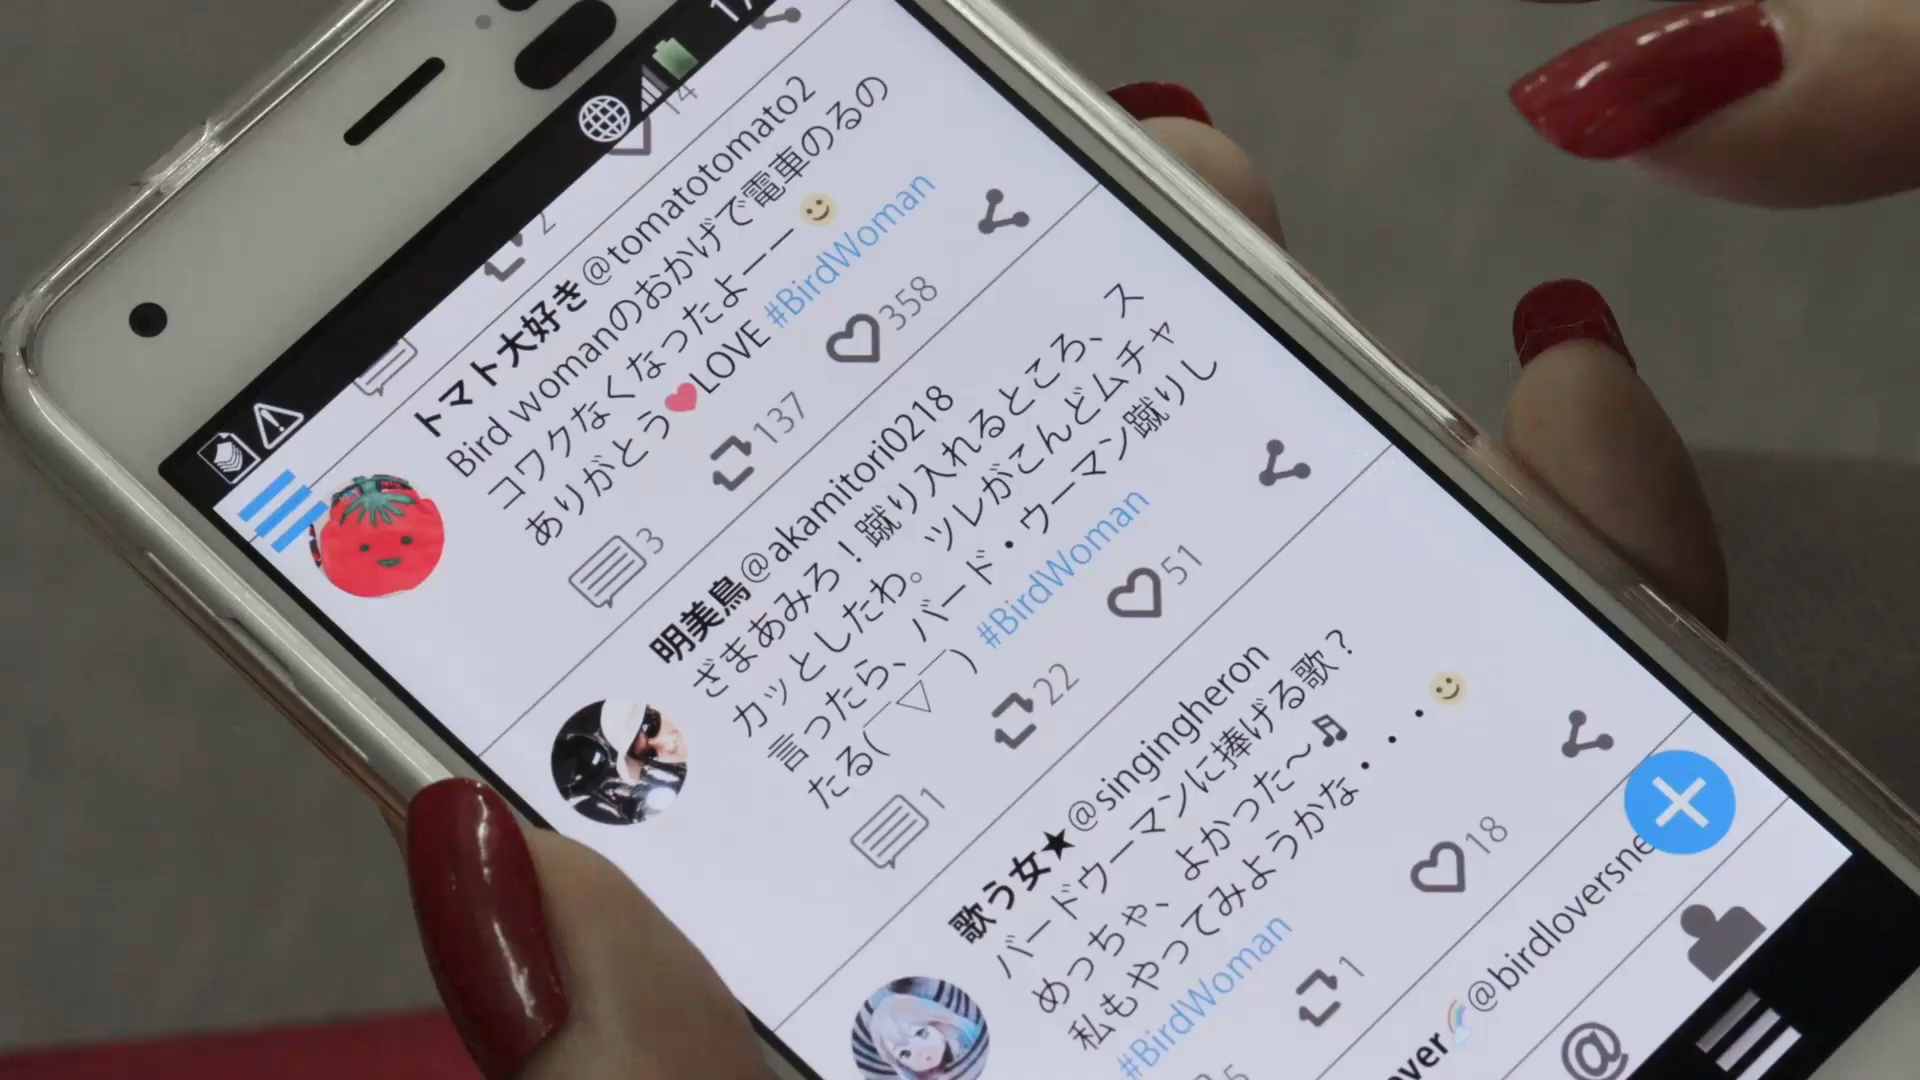 17
14
2
トマト大好き@tomatotomato2
Bird womanのおかげで電車のるの
コワクなくなったよーー🙂
ありがとう❤LOVE #BirdWoman
3 137 358
明美鳥@akamitori0218
ざまあみろ！蹴り入れるところ、ス
カッとしたわ。ツレがこんどムチャ
言ったら、バード・ウーマン蹴りし
たる(￣▽￣) #BirdWoman
1 22 51
歌う女★@singingheron
バードウーマンに捧げる歌？
めっちゃ、よかった～♬
私もやってみようかな・・・・🙂
#BirdWoman
5 1 18
over🌈@birdloversne
@